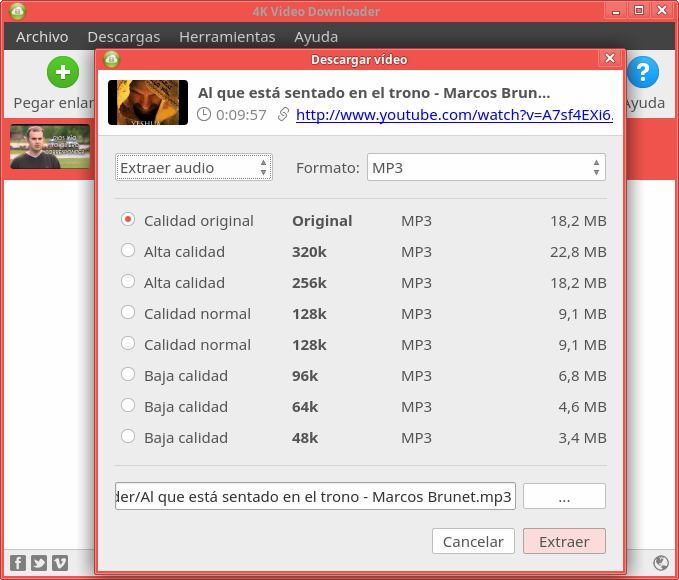 4K Video Downloader
Archivo Descargas Herramientas Ayuda
Pegar enlac
Ayuda
Descargar vídeo
Al que está sentado en el trono - Marcos Brun...
0:09:57 http://www.youtube.com/watch?v=A7sf4EXi6.
YESHUA
Extraer audio Formato: MP3
Calidad original Original MP3 18,2 MB
Alta calidad 320k MP3 22,8 MB
Alta calidad 256k MP3 18,2 MB
Calidad normal 128k MP3 9,1 MB
Calidad normal 128k MP3 9,1 MB
Baja calidad 96k MP3 6,8 MB
Baja calidad 64k MP3 4,6 MB
Baja calidad 48k MP3 3,4 MB
der/Al que está sentado en el trono - Marcos Brunet.mp3 ...
Cancelar Extraer